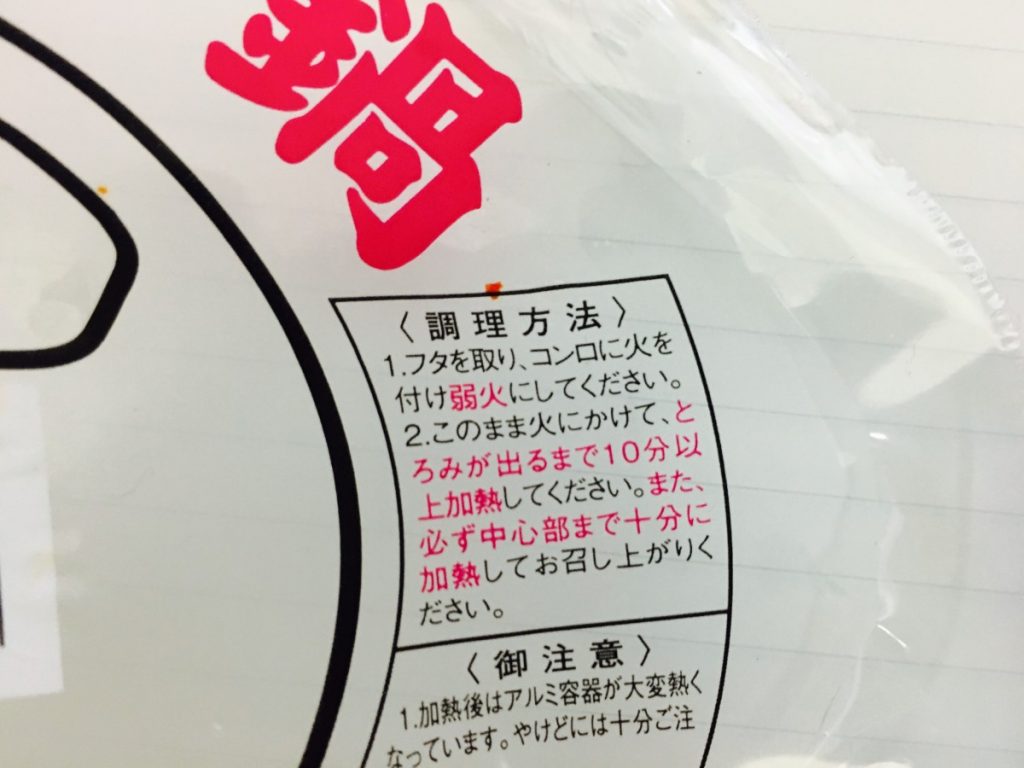 鍋
〈調理方法〉
1.フタを取り、コンロに火を
付け弱火にしてください。
2.このまま火にかけて、と
ろみが出るまで10分以
上加熱してください。また、
必ず中心部まで十分に
加熱してお召し上がりく
ださい。
〈御注意〉
1.加熱後はアルミ容器が大変熱く
なっています。やけどには十分ご注